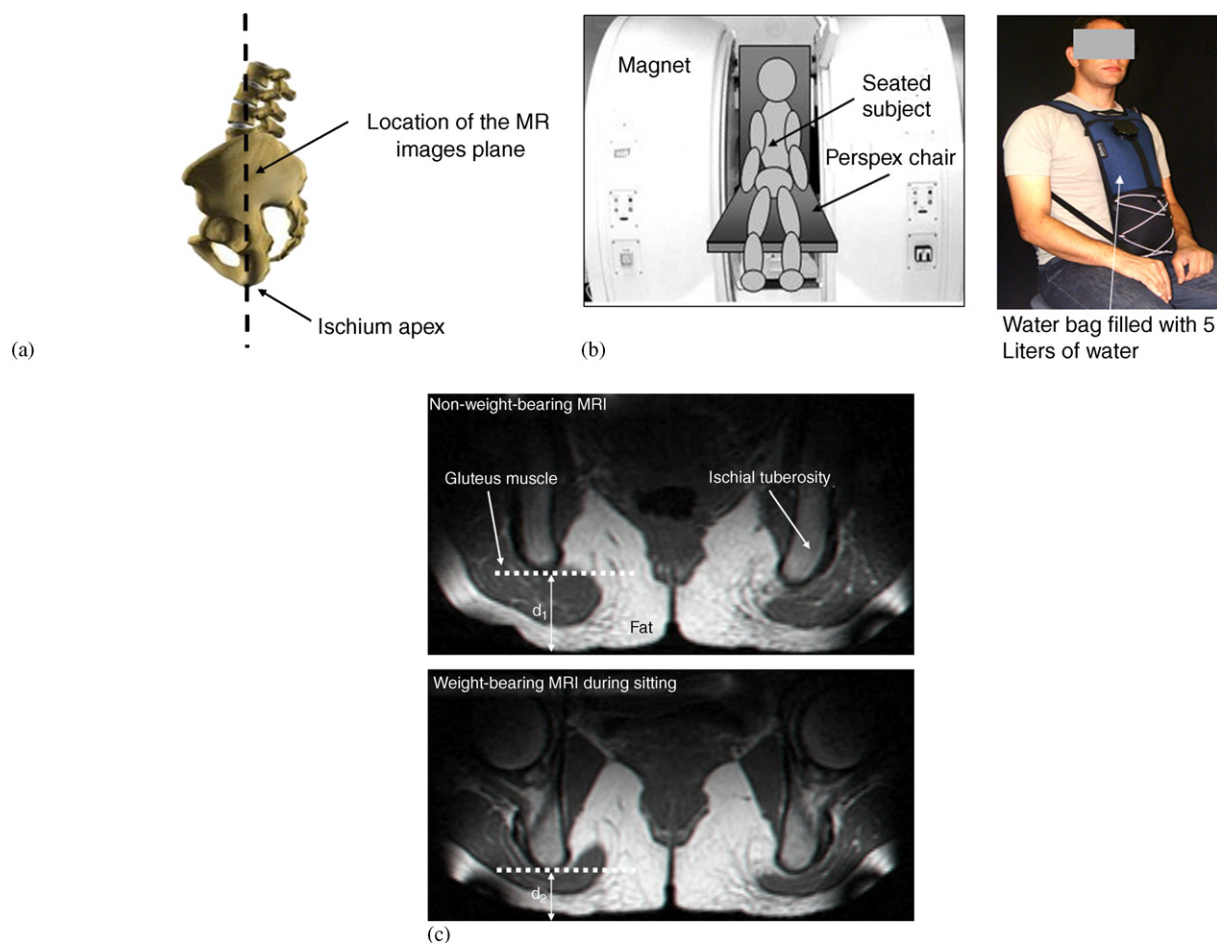 Location of the MR
images plane
Ischium apex
(a)
Magnet
Seated
subject
Perspex chair
(b)
Water bag filled with 5
Liters of water
Non-weight-bearing MRI
Gluteus muscle
Ischial tuberosity
d₁
Fat
Weight-bearing MRI during sitting
d₂
(c)